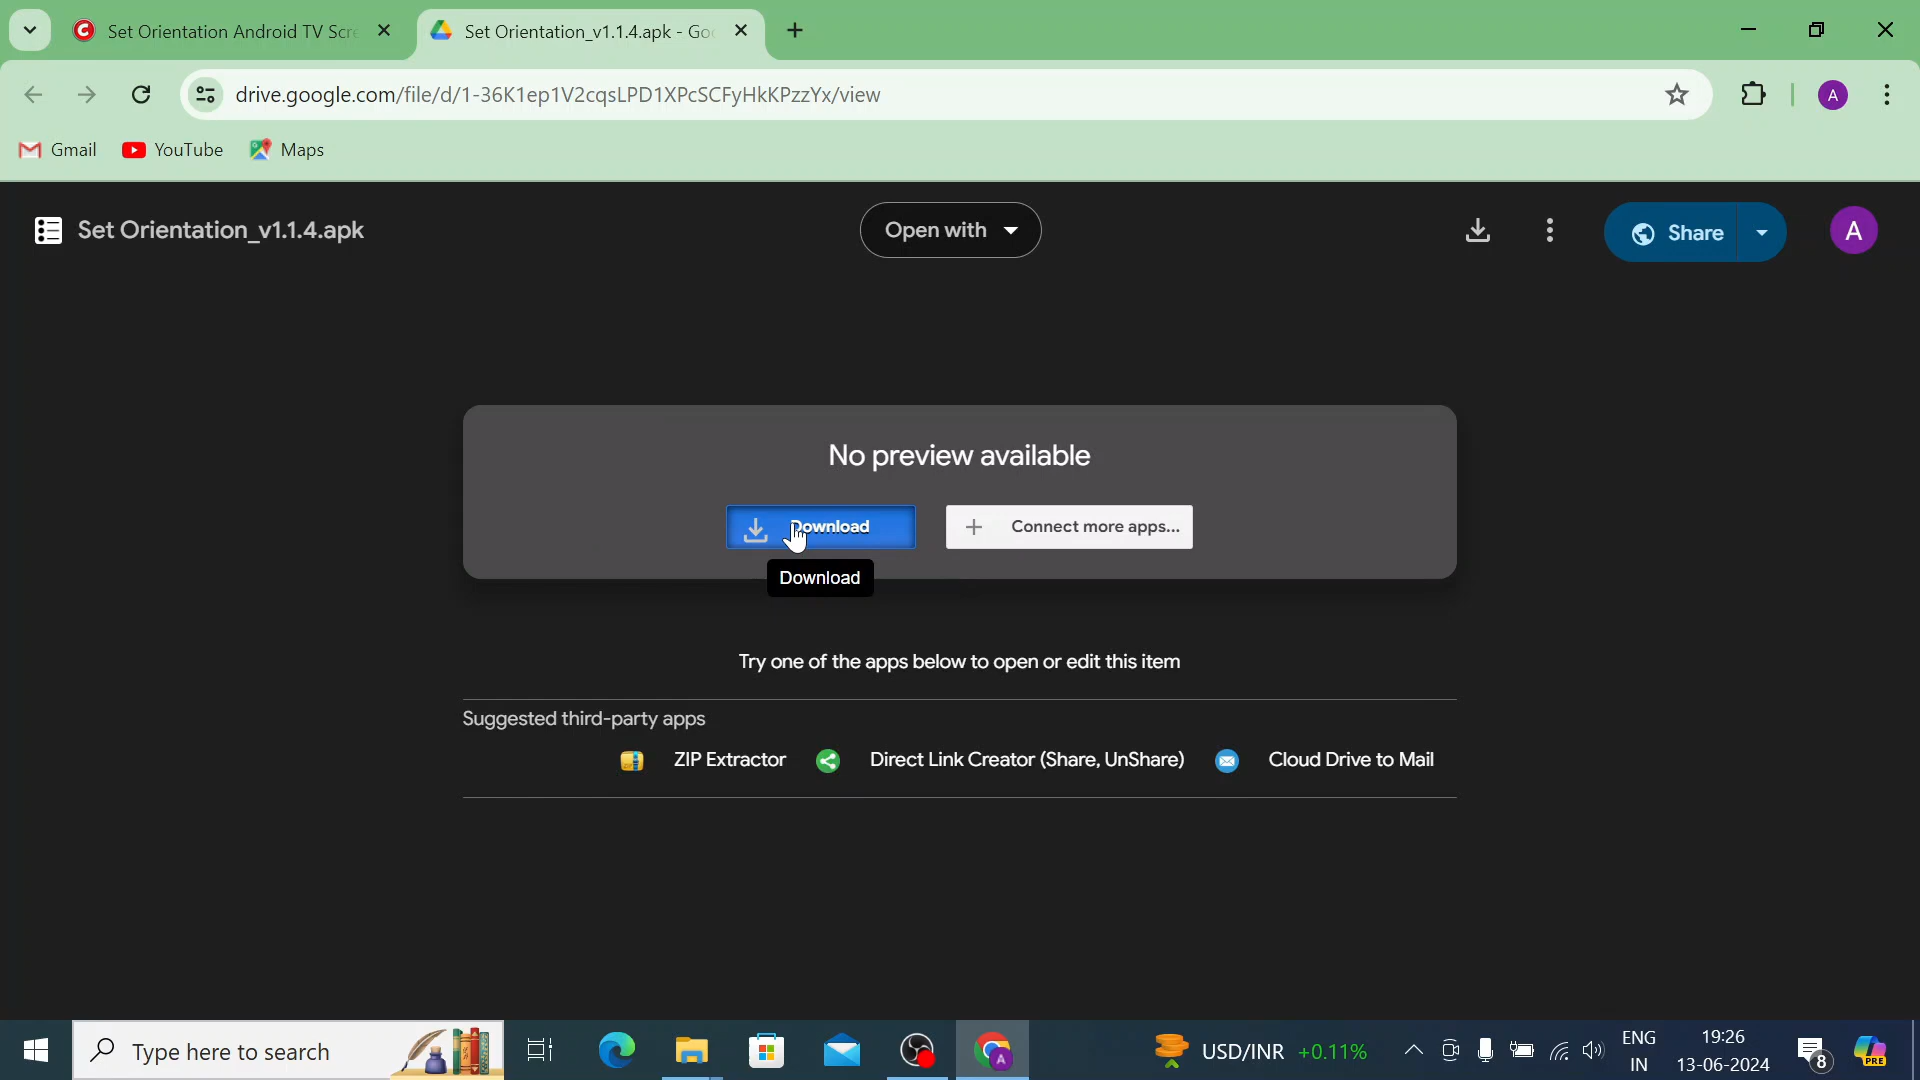 Set Orientation Android TV Scre
Set Orientation_v1.1.4.apk - Goo
drive.google.com/file/d/1-36K1ep1V2cqsLPD1XPcSCFyHkKPzzYx/view
A
Gmail
YouTube
Maps
Set Orientation_v1.1.4.apk
Open with
Share
A
No preview available
Download
Connect more apps...
Download
Try one of the apps below to open or edit this item
Suggested third-party apps
ZIP Extractor
Direct Link Creator (Share, UnShare)
Cloud Drive to Mail
Type here to search
A
USD/INR +0.11%
ENG
IN
19:26
13-06-2024
8
PRE